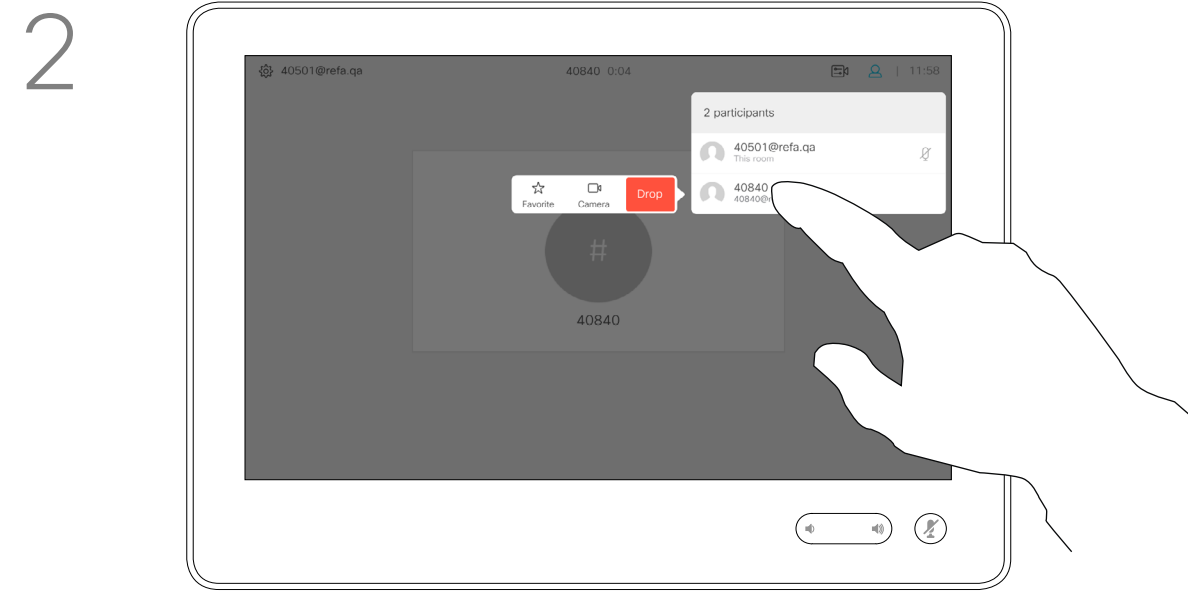 2
40501@refa.qa
40840 0:04
| 11:58
2 participants
40501@refa.qa
This room
40840
Favorite
Camera
Drop
#
40840